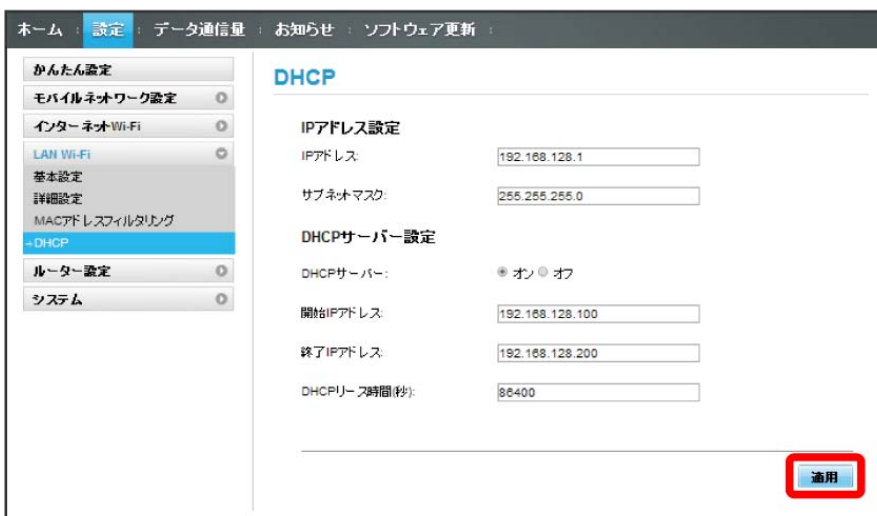 ホーム 設定 データ通信量 お知らせ ソフトウェア更新
かんたん設定
モバイルネットワーク設定
インターネットWi-Fi
LAN Wi-Fi
基本設定
詳細設定
MACアドレスフィルタリング
→DHCP
ルーター設定
システム
DHCP
IPアドレス設定
IPアドレス: 192.168.128.1
サブネットマスク: 255.255.255.0
DHCPサーバー設定
DHCPサーバー: オン オフ
開始IPアドレス: 192.168.128.100
終了IPアドレス: 192.168.128.200
DHCPリース時間(秒): 86400
適用